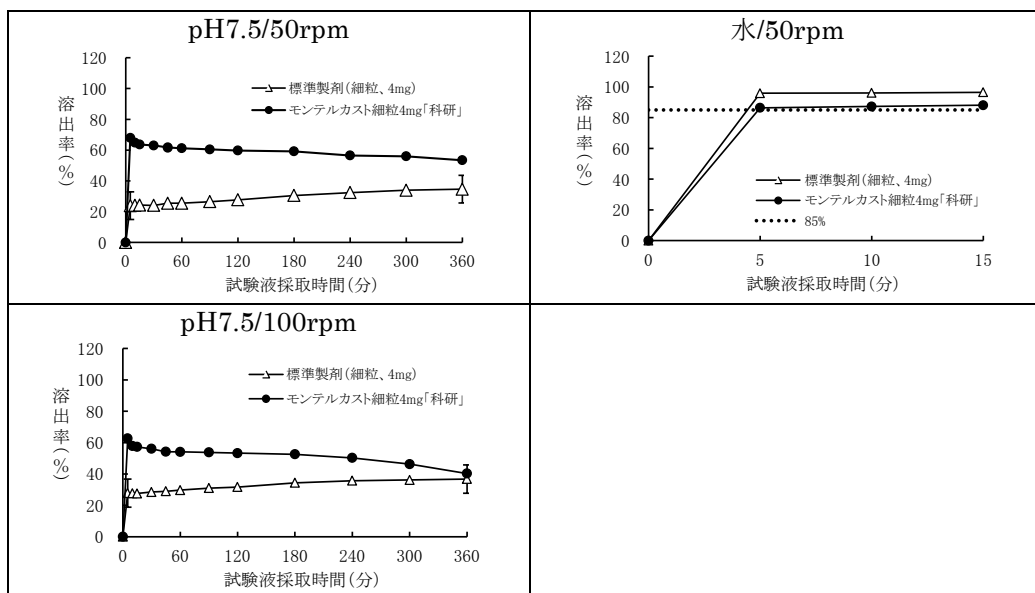 pH7.5/50rpm
120
100
80
60
40
20
0
溶出率(%)
標準製剤(細粒、4mg)
モンテルカスト細粒4mg「科研」
0 60 120 180 240 300 360
試験液採取時間(分)
水/50rpm
120
100
80
60
40
20
0
溶出率(%)
標準製剤(細粒、4mg)
モンテルカスト細粒4mg「科研」
85%
0 5 10 15
試験液採取時間(分)
pH7.5/100rpm
120
100
80
60
40
20
0
溶出率(%)
標準製剤(細粒、4mg)
モンテルカスト細粒4mg「科研」
0 60 120 180 240 300 360
試験液採取時間(分)